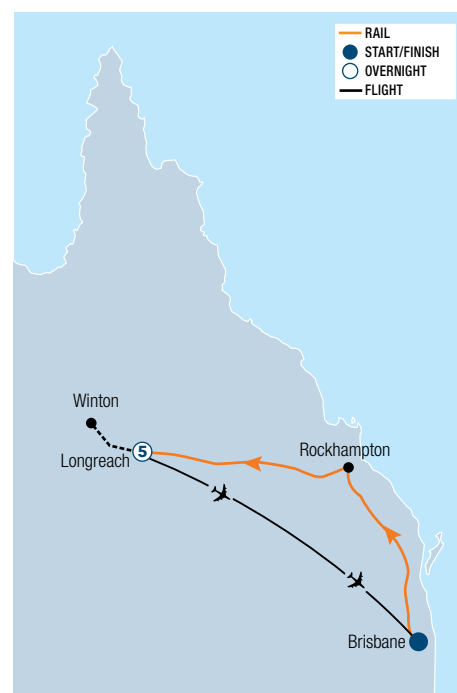 RAIL
START/FINISH
OVERNIGHT
FLIGHT
Winton
Longreach
5
Rockhampton
Brisbane